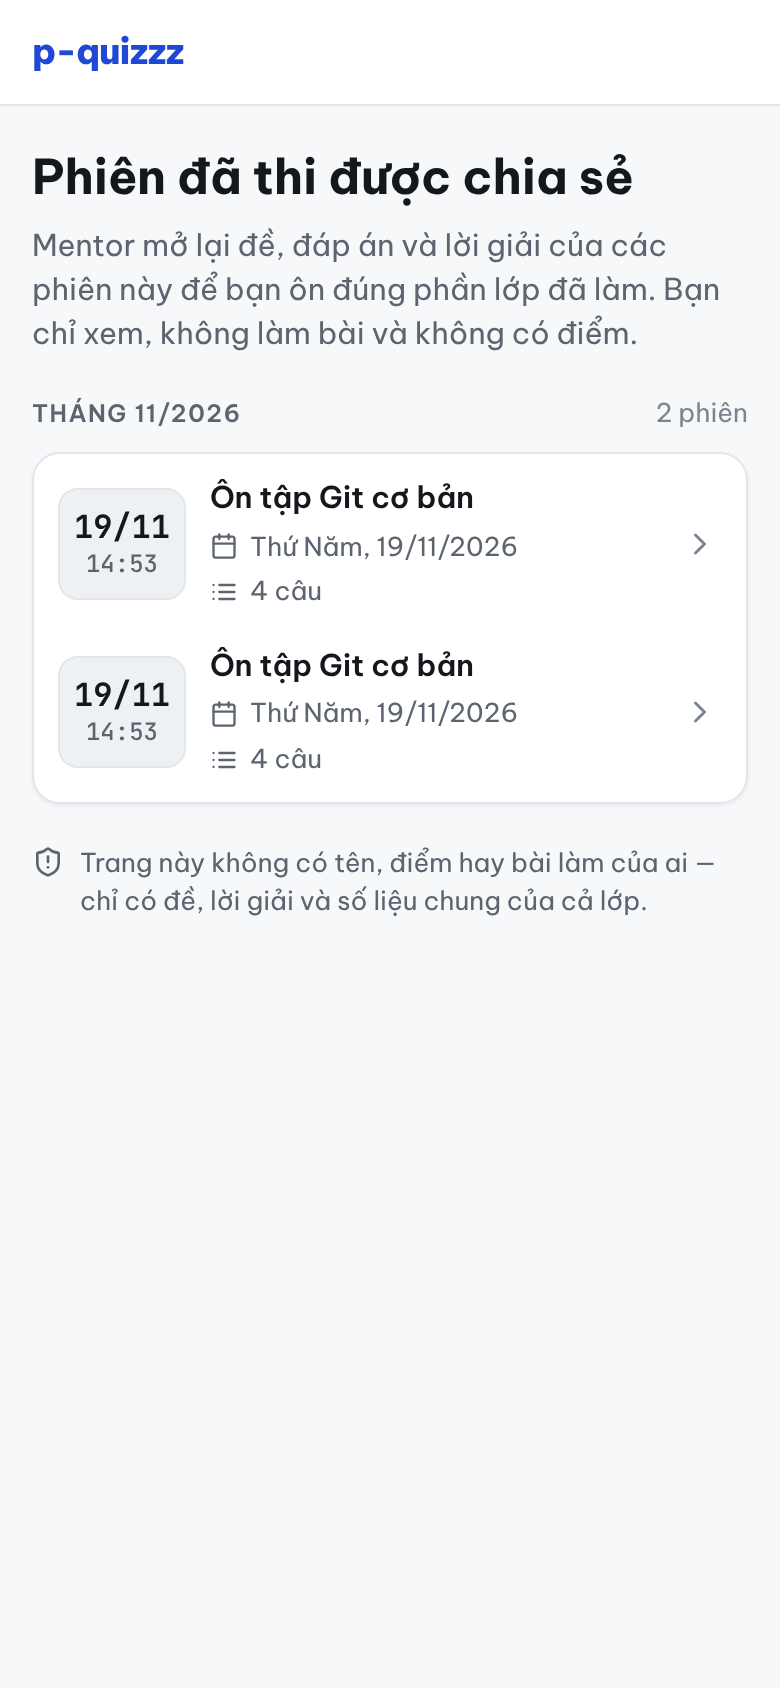 p-quizzz
Phiên đã thi được chia sẻ
Mentor mở lại đề, đáp án và lời giải của các
phiên này để bạn ôn đúng phần lớp đã làm. Bạn
chỉ xem, không làm bài và không có điểm.
THÁNG 11/2026
2 phiên
19/11
14:53
Ôn tập Git cơ bản
Thứ Năm, 19/11/2026
4 câu
19/11
14:53
Ôn tập Git cơ bản
Thứ Năm, 19/11/2026
4 câu
Trang này không có tên, điểm hay bài làm của ai —
chỉ có đề, lời giải và số liệu chung của cả lớp.